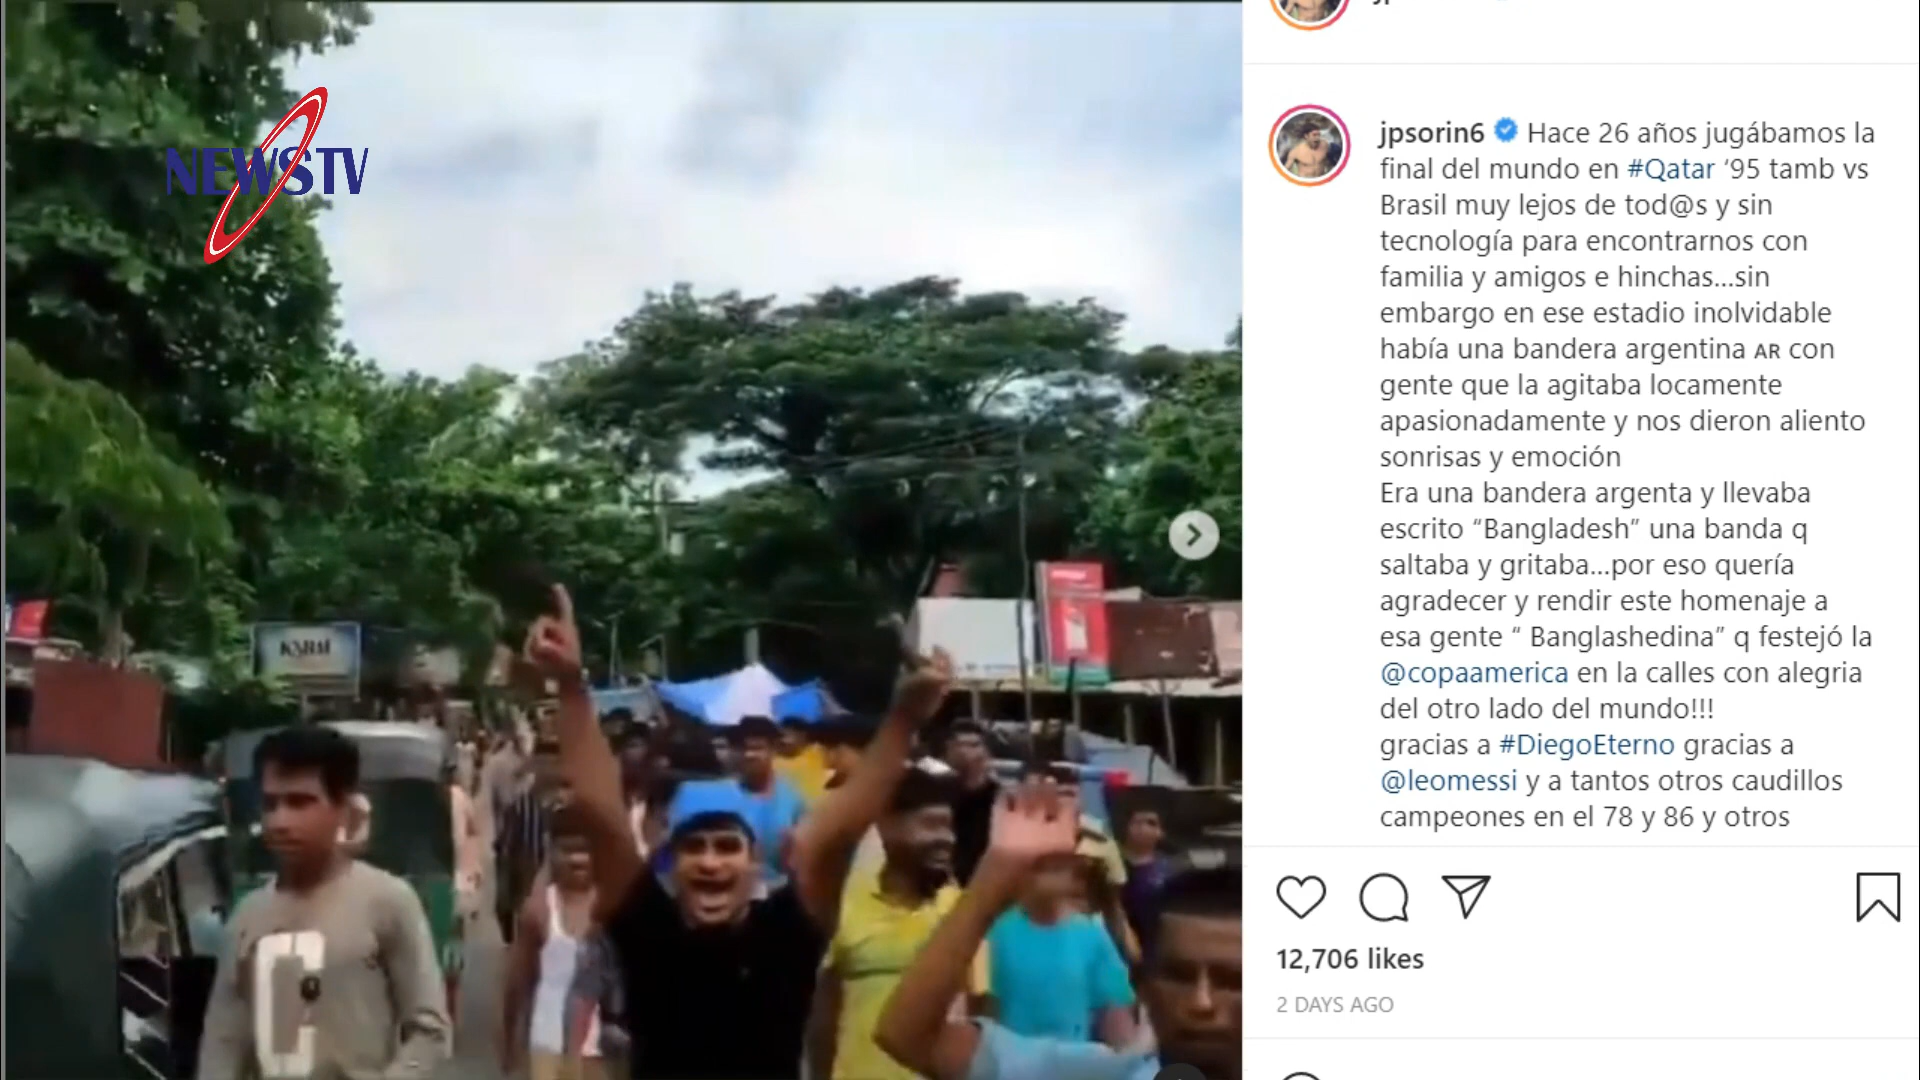 NEWSTV
jpsorin6 Hace 26 años jugábamos la
final del mundo en #Qatar ‘95 tamb vs
Brasil muy lejos de tod@s y sin
tecnología para encontrarnos con
familia y amigos e hinchas...sin
embargo en ese estadio inolvidable
había una bandera argentina AR con
gente que la agitaba locamente
apasionadamente y nos dieron aliento
sonrisas y emoción
Era una bandera argenta y llevaba
escrito “Bangladesh” una banda q
saltaba y gritaba...por eso quería
agradecer y rendir este homenaje a
esa gente “ Banglashedina” q festejó la
@copaamerica en la calles con alegria
del otro lado del mundo!!!
gracias a #DiegoEterno gracias a
@leomessi y a tantos otros caudillos
campeones en el 78 y 86 y otros
12,706 likes
2 DAYS AGO